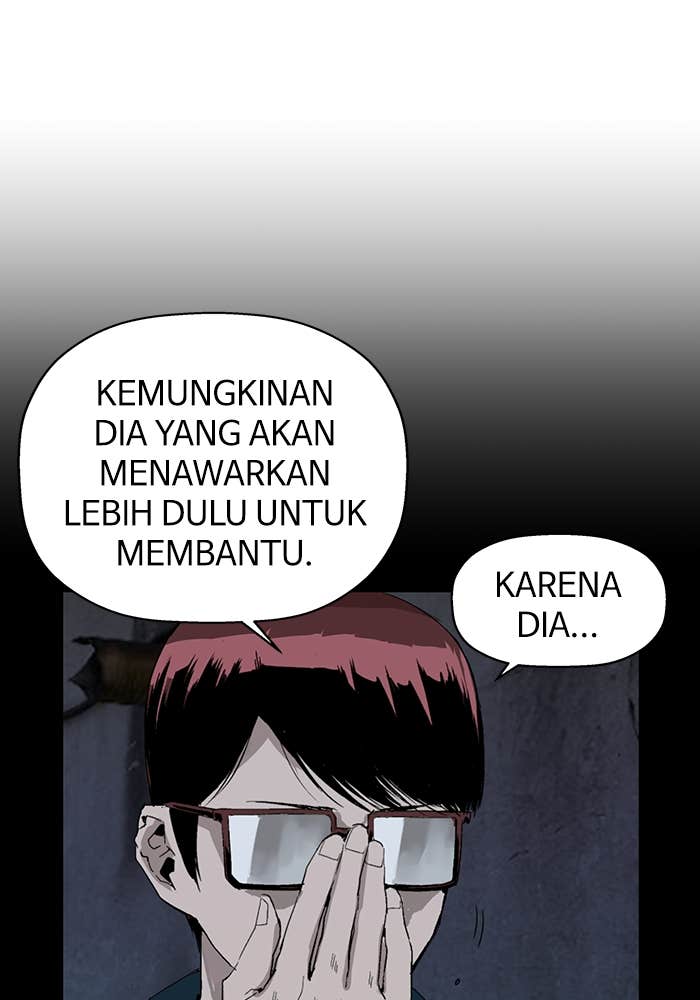 KEMUNGKINAN
DIA YANG AKAN
MENAWARKAN
LEBIH DULU UNTUK
MEMBANTU.
KARENA
DIA...